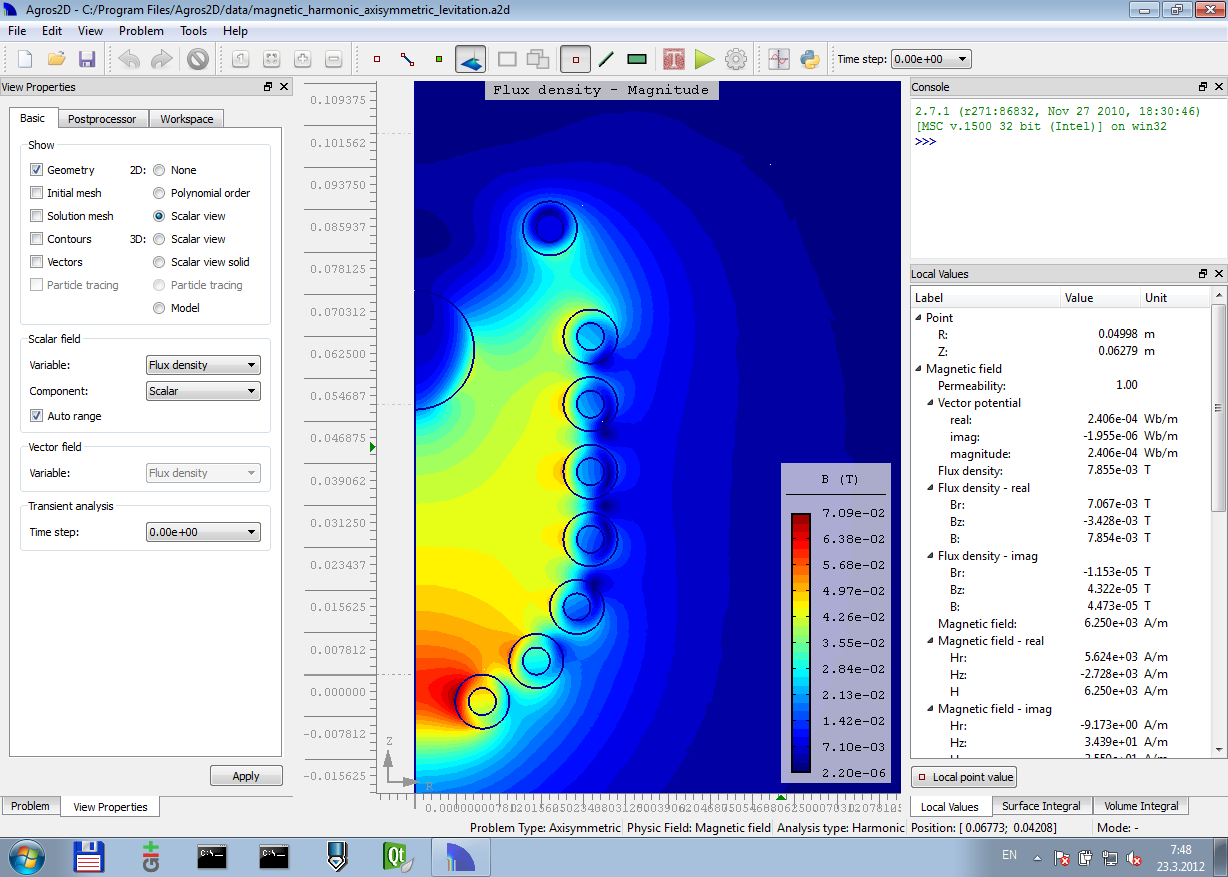 Agros2D - C:/Program Files/Agros2D/data/magnetic_harmonic_axisymmetric_levitation.a2d
File Edit View Problem Tools Help
Time step: 0.00e+00
View Properties
Basic Postprocessor Workspace
Show
Geometry 2D: None
Initial mesh Polynomial order
Solution mesh Scalar view
Contours 3D: Scalar view
Vectors Scalar view solid
Particle tracing Particle tracing
Model
Scalar field
Variable: Flux density
Component: Scalar
Auto range
Vector field
Variable: Flux density
Transient analysis
Time step: 0.00e+00
Apply
Problem View Properties
Flux density - Magnitude
0.109375
0.101562
0.093750
0.085937
0.078125
0.070312
0.062500
0.054687
0.046875
0.039062
0.031250
0.023437
0.015625
0.007812
0.000000
-0.007812
-0.015625
Z
R
B (T)
7.09e-02
6.38e-02
5.68e-02
4.97e-02
4.26e-02
3.55e-02
2.84e-02
2.13e-02
1.42e-02
7.10e-03
2.20e-06
Console
2.7.1 (r271:86832, Nov 27 2010, 18:30:46)
[MSC v.1500 32 bit (Intel)] on win32
>>>
Local Values
Label Value Unit
Point
R: 0.04998 m
Z: 0.06279 m
Magnetic field
Permeability: 1.00
Vector potential
real: 2.406e-04 Wb/m
imag: -1.955e-06 Wb/m
magnitude: 2.406e-04 Wb/m
Flux density: 7.855e-03 T
Flux density - real
Br: 7.067e-03 T
Bz: -3.428e-03 T
B: 7.854e-03 T
Flux density - imag
Br: -1.153e-05 T
Bz: 4.322e-05 T
B: 4.473e-05 T
Magnetic field: 6.250e+03 A/m
Magnetic field - real
Hr: 5.624e+03 A/m
Hz: -2.728e+03 A/m
H 6.250e+03 A/m
Magnetic field - imag
Hr: -9.173e+00 A/m
Hz: 3.439e+01 A/m
Local point value
Local Values Surface Integral Volume Integral
Problem Type: Axisymmetric Physic Field: Magnetic field Analysis type: Harmonic Position: [ 0.06773; 0.04208] Mode: -
C:\_
C:\_
Qt
EN
7:48
23.3.2012